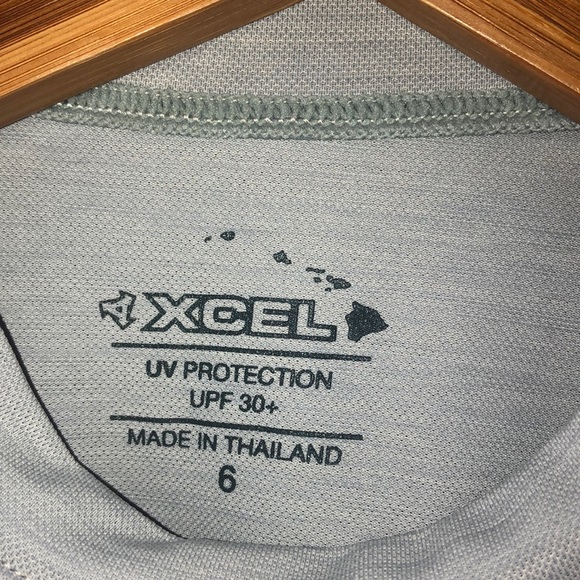 XCEL
UV PROTECTION
UPF 30+
MADE IN THAILAND
6